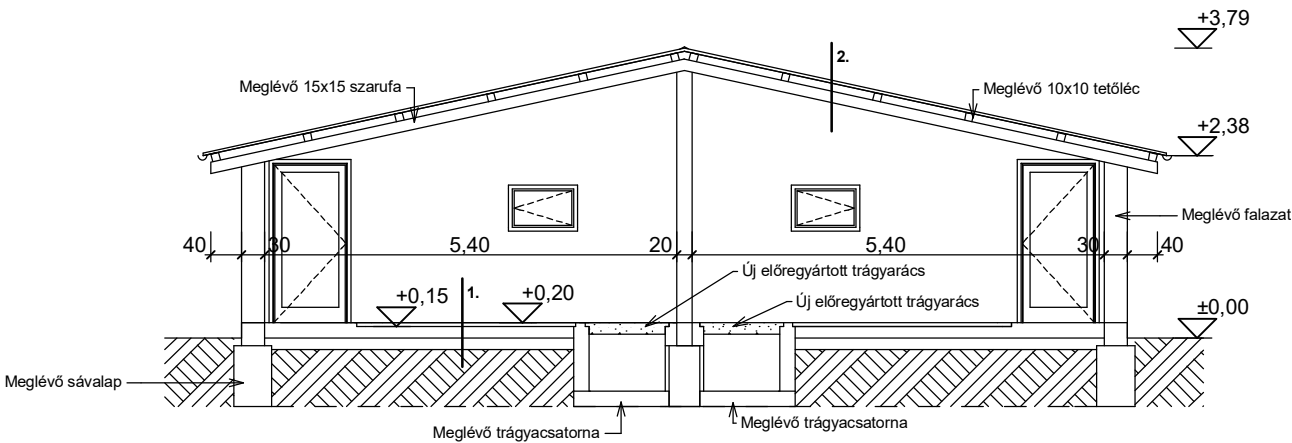 +3,79
2.
Meglévő 15x15 szarufa
Meglévő 10x10 tetőléc
+2,38
Meglévő falazat
40
30
5,40
20
5,40
30
40
Új előregyártott trágyarács
+0,15
1.
+0,20
Új előregyártott trágyarács
±0,00
Meglévő sávalap
Meglévő trágyacsatorna
Meglévő trágyacsatorna